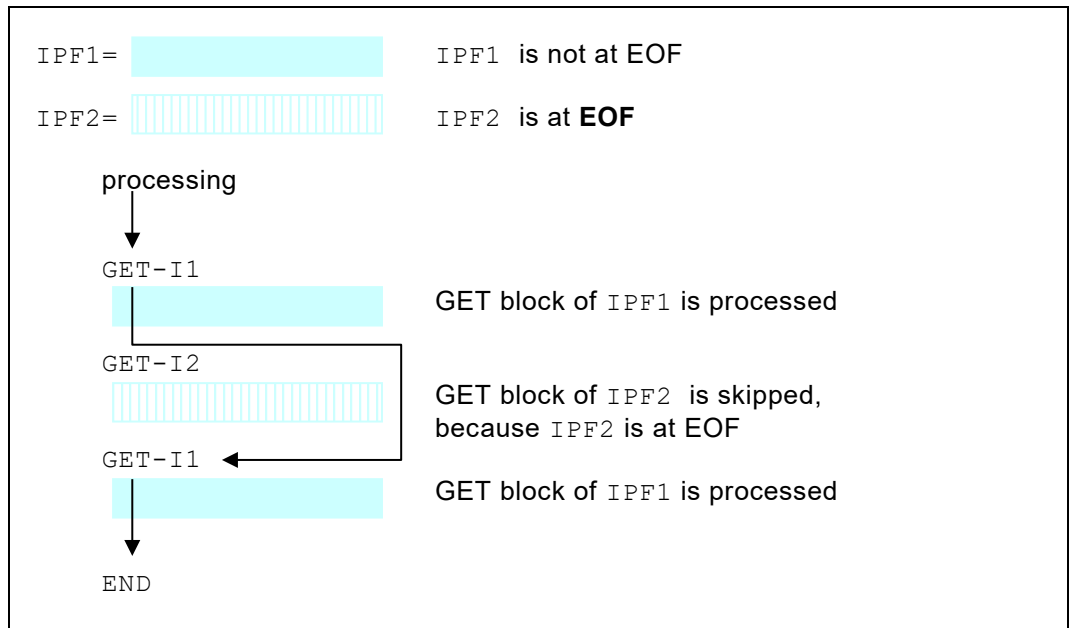 IPF1= IPF1 is not at EOF
IPF2= IPF2 is at EOF
processing
GET-I1
GET block of IPF1 is processed
GET-I2
GET block of IPF2 is skipped,
because IPF2 is at EOF
GET-I1
GET block of IPF1 is processed
END